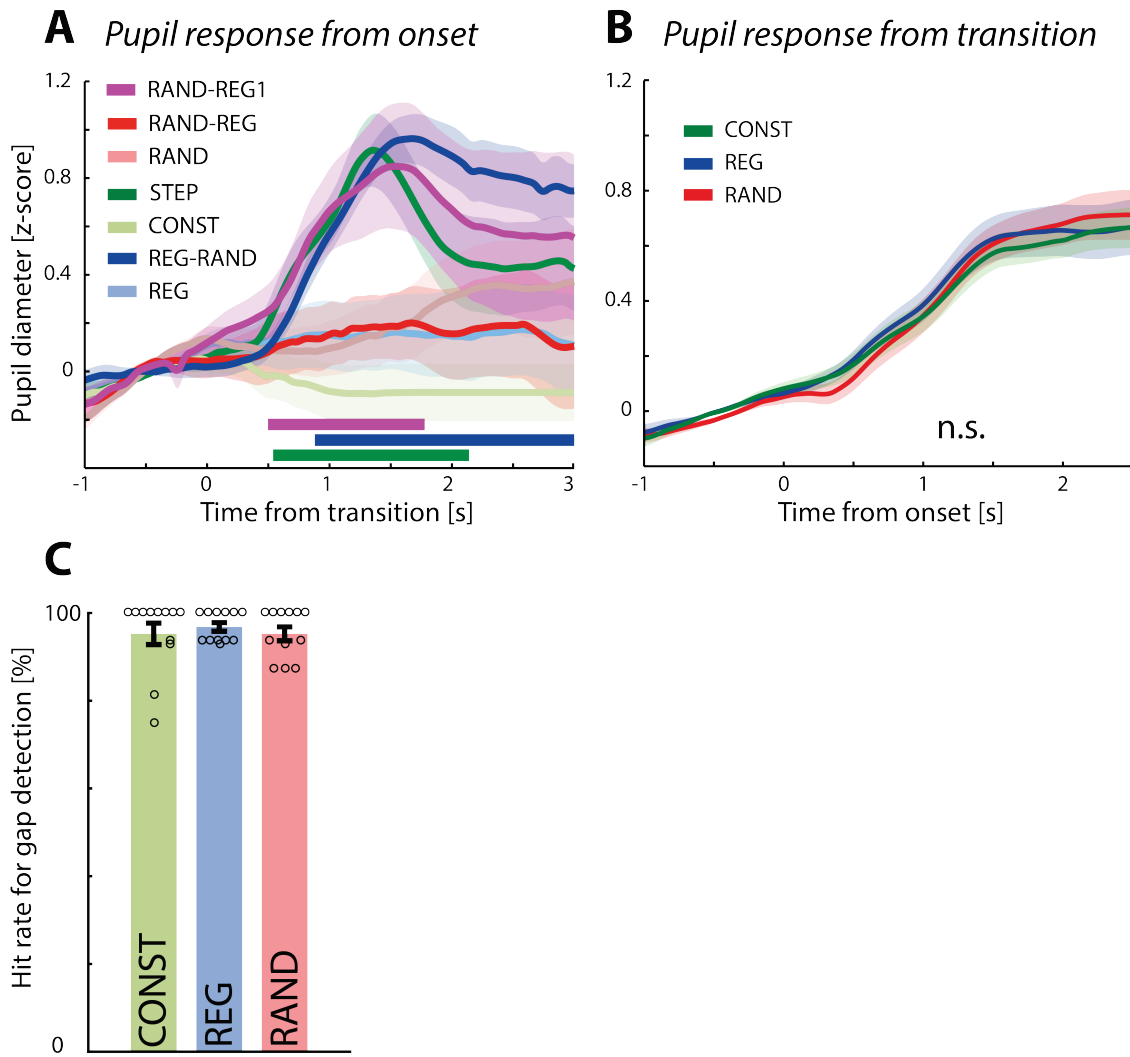 A Pupil response from onset
Pupil diameter [z-score]
1.2
0.8
0.4
0
RAND-REG1
RAND-REG
RAND
STEP
CONST
REG-RAND
REG
-1 0 1 2 3
Time from transition [s]
B Pupil response from transition
1.2
0.8
0.4
0
CONST
REG
RAND
n.s.
-1 0 1 2
Time from onset [s]
C
Hit rate for gap detection [%]
100
0
CONST
REG
RAND